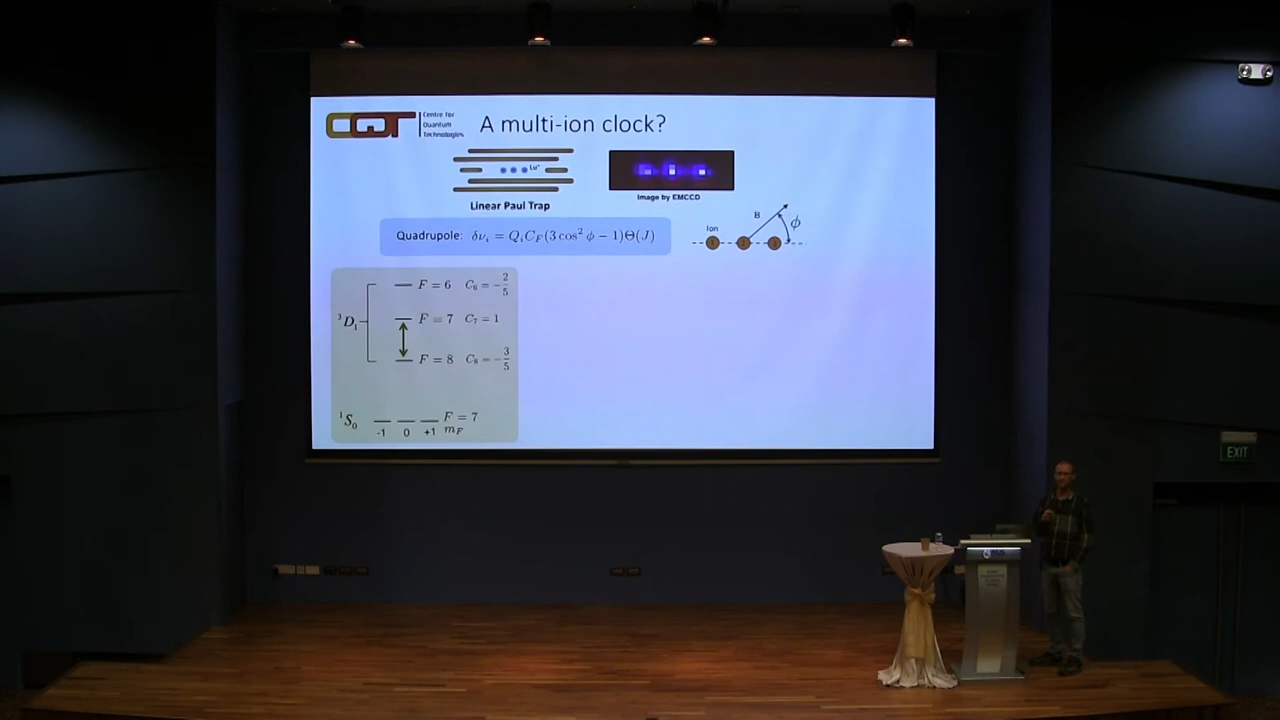 CQT
Centre for
Quantum
Technologies
A multi-ion clock?
Lu⁺
Linear Paul Trap
Image by EMCCD
Quadrupole: δν_i = Q_i C_F (3 cos² ϕ − 1)Θ(J)
Ion
B
ϕ
³D₁
F = 6 C₆ = −2/5
F = 7 C₇ = 1
F = 8 C₈ = −3/5
¹S₀
F = 7
-1 0 +1 m_F
EXIT